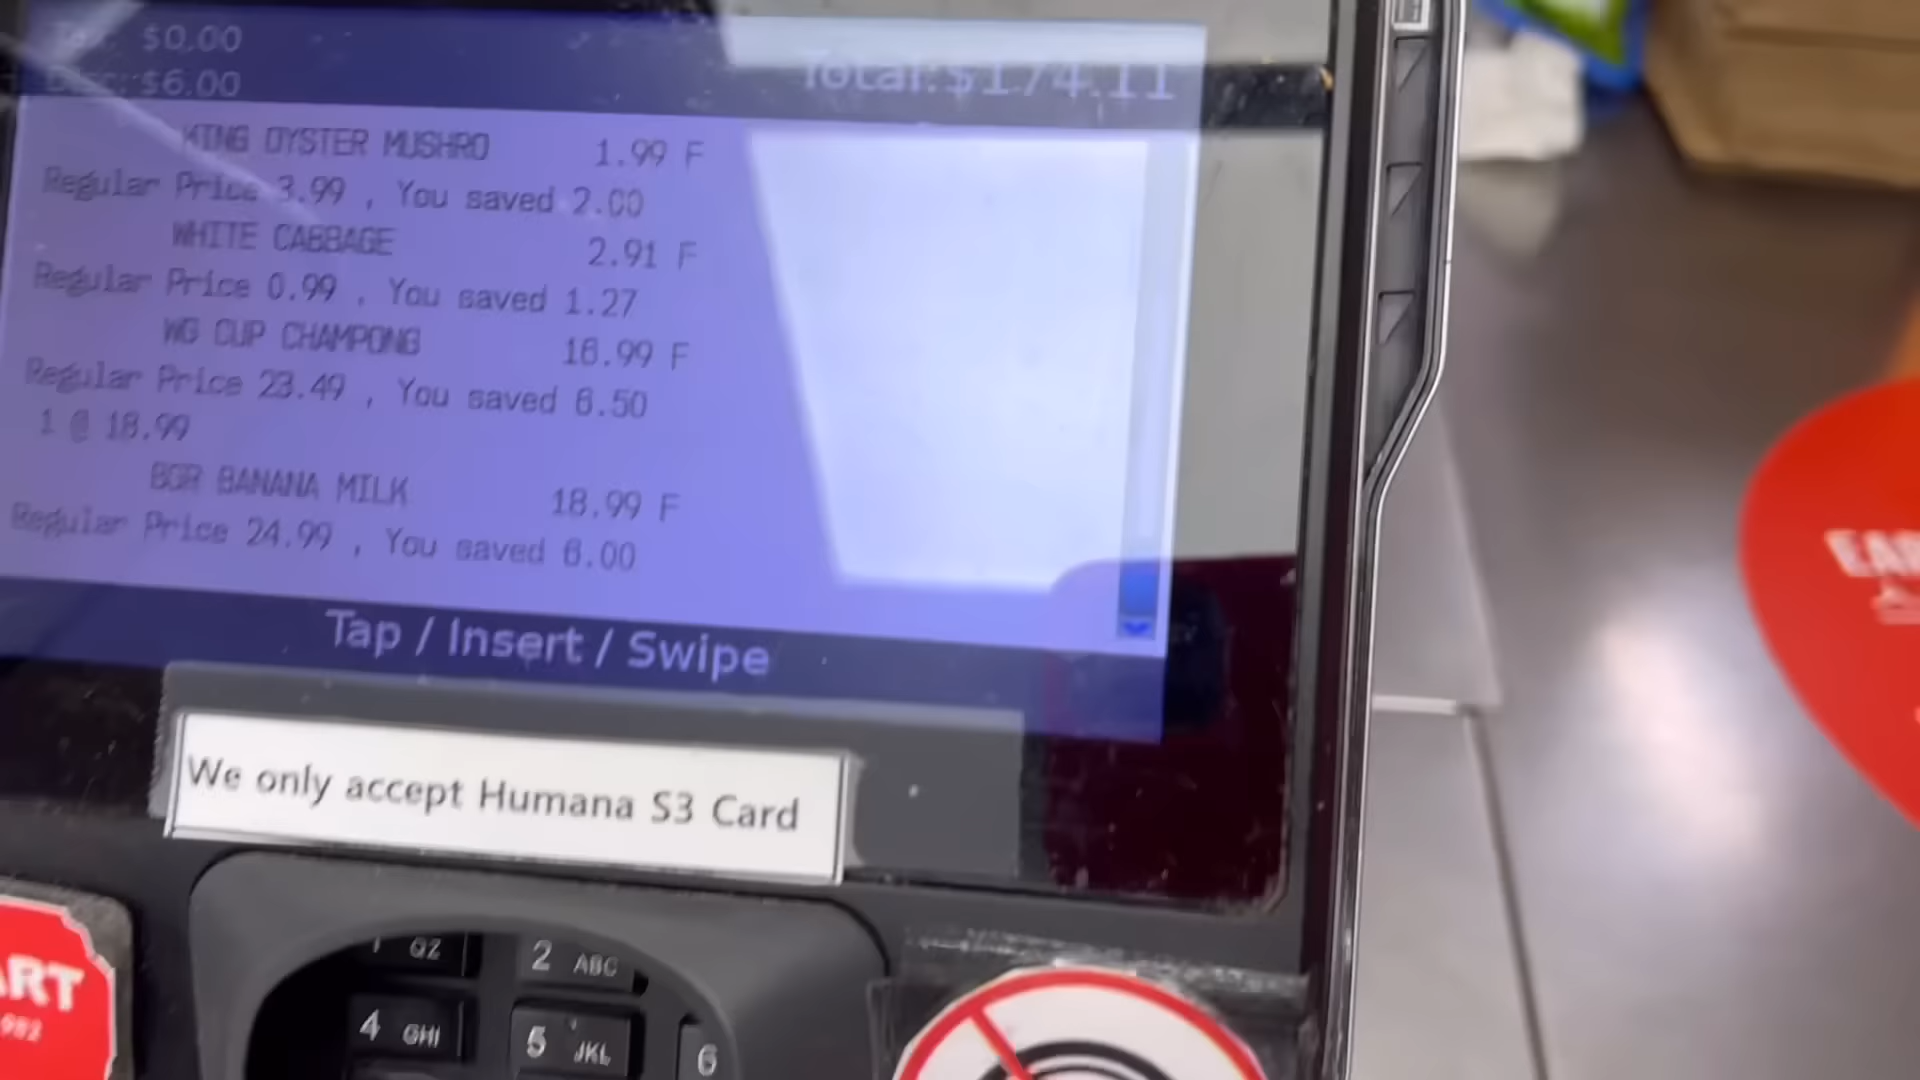 $0.00
Disc:$6.00
Total:$174.11
KING OYSTER MUSHRO 1.99 F
Regular Price 3.99 , You saved 2.00
WHITE CABBAGE 2.91 F
Regular Price 0.99 , You saved 1.27
WG CUP CHAMPONG 16.99 F
Regular Price 23.49 , You saved 6.50
1 @ 18.99
BGR BANANA MILK 18.99 F
Regular Price 24.99 , You saved 6.00
Tap / Insert / Swipe
We only accept Humana S3 Card
QZ 2 ABC
4 GHI 5 JKL 6
ART
982
EAR